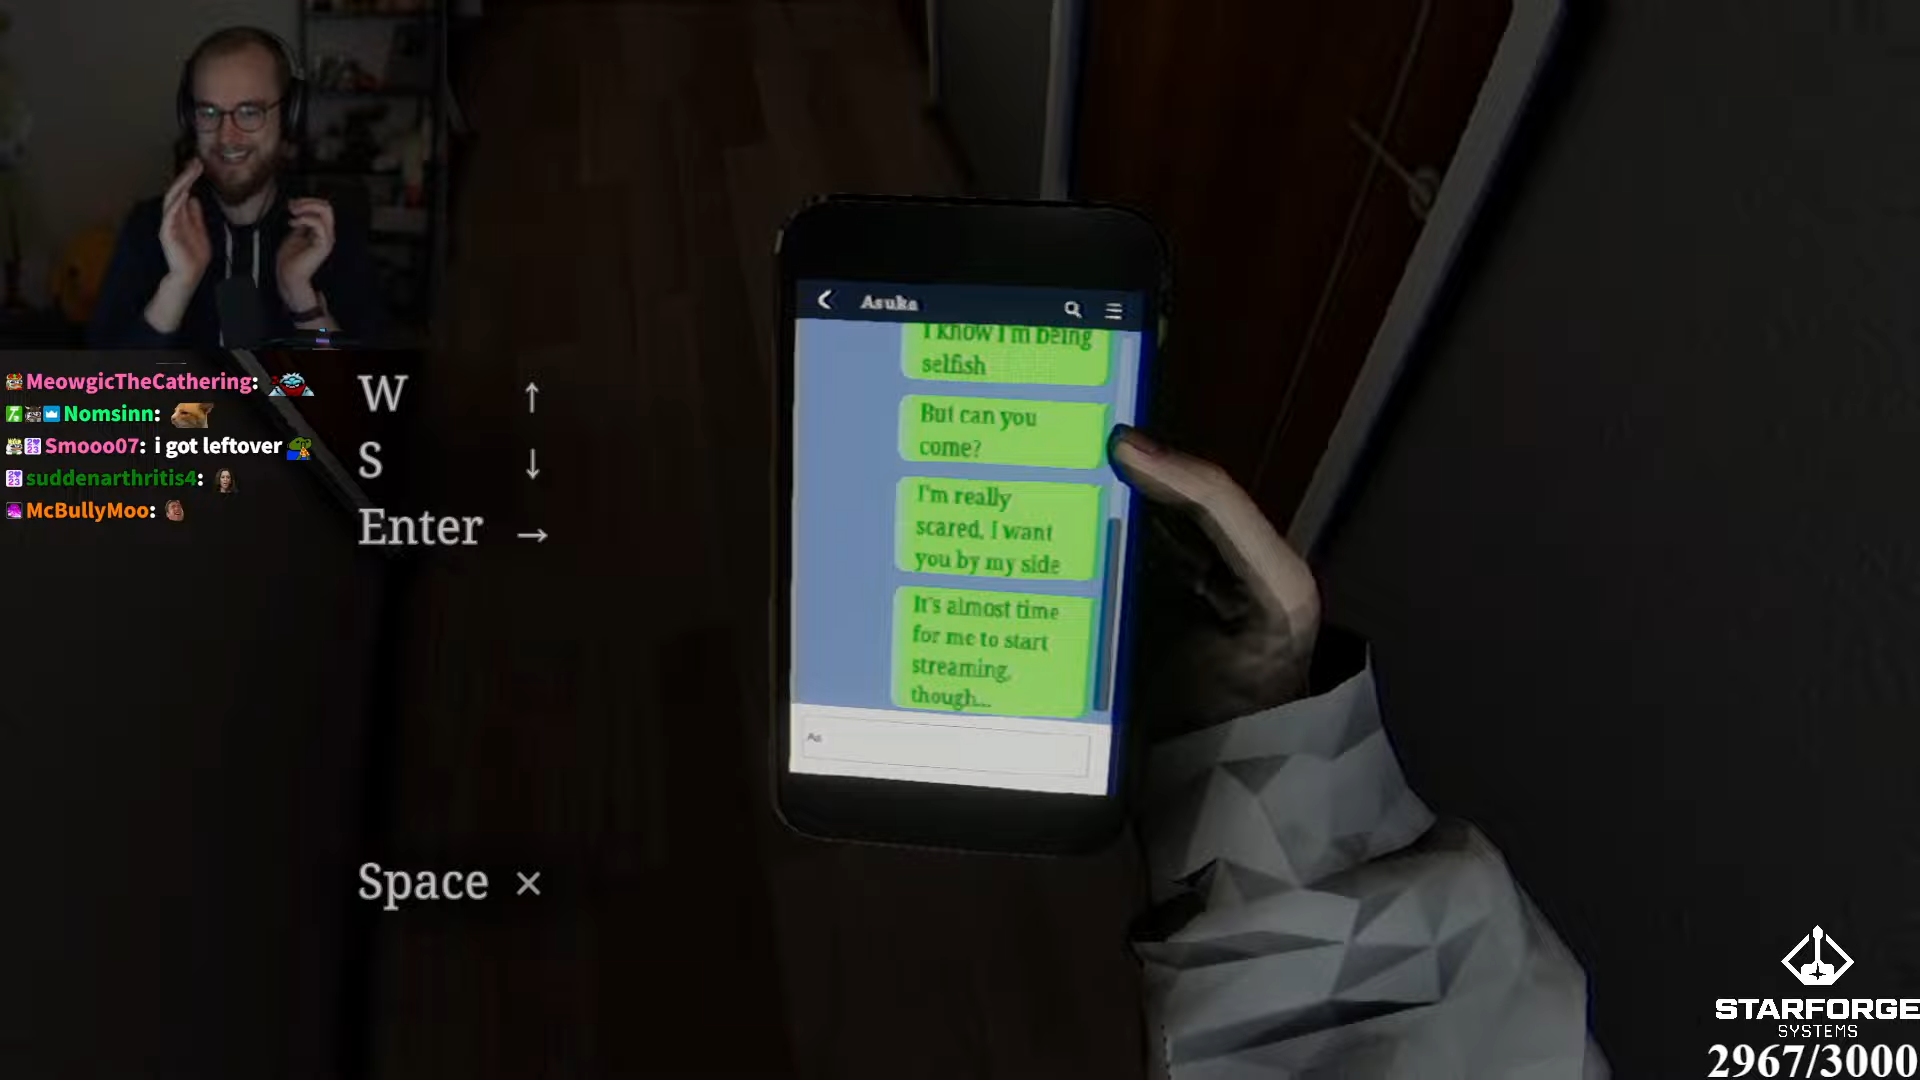 MeowgicTheCathering:
Nomsinn:
Smooo07: i got leftover
suddenarthritis4:
McBullyMoo:
W ↑
S ↓
Enter →
Space ×
Asuka
I know I'm being
selfish
But can you
come?
I'm really
scared, I want
you by my side
It's almost time
for me to start
streaming,
though...
Aa
STARFORGE
SYSTEMS
2967/3000